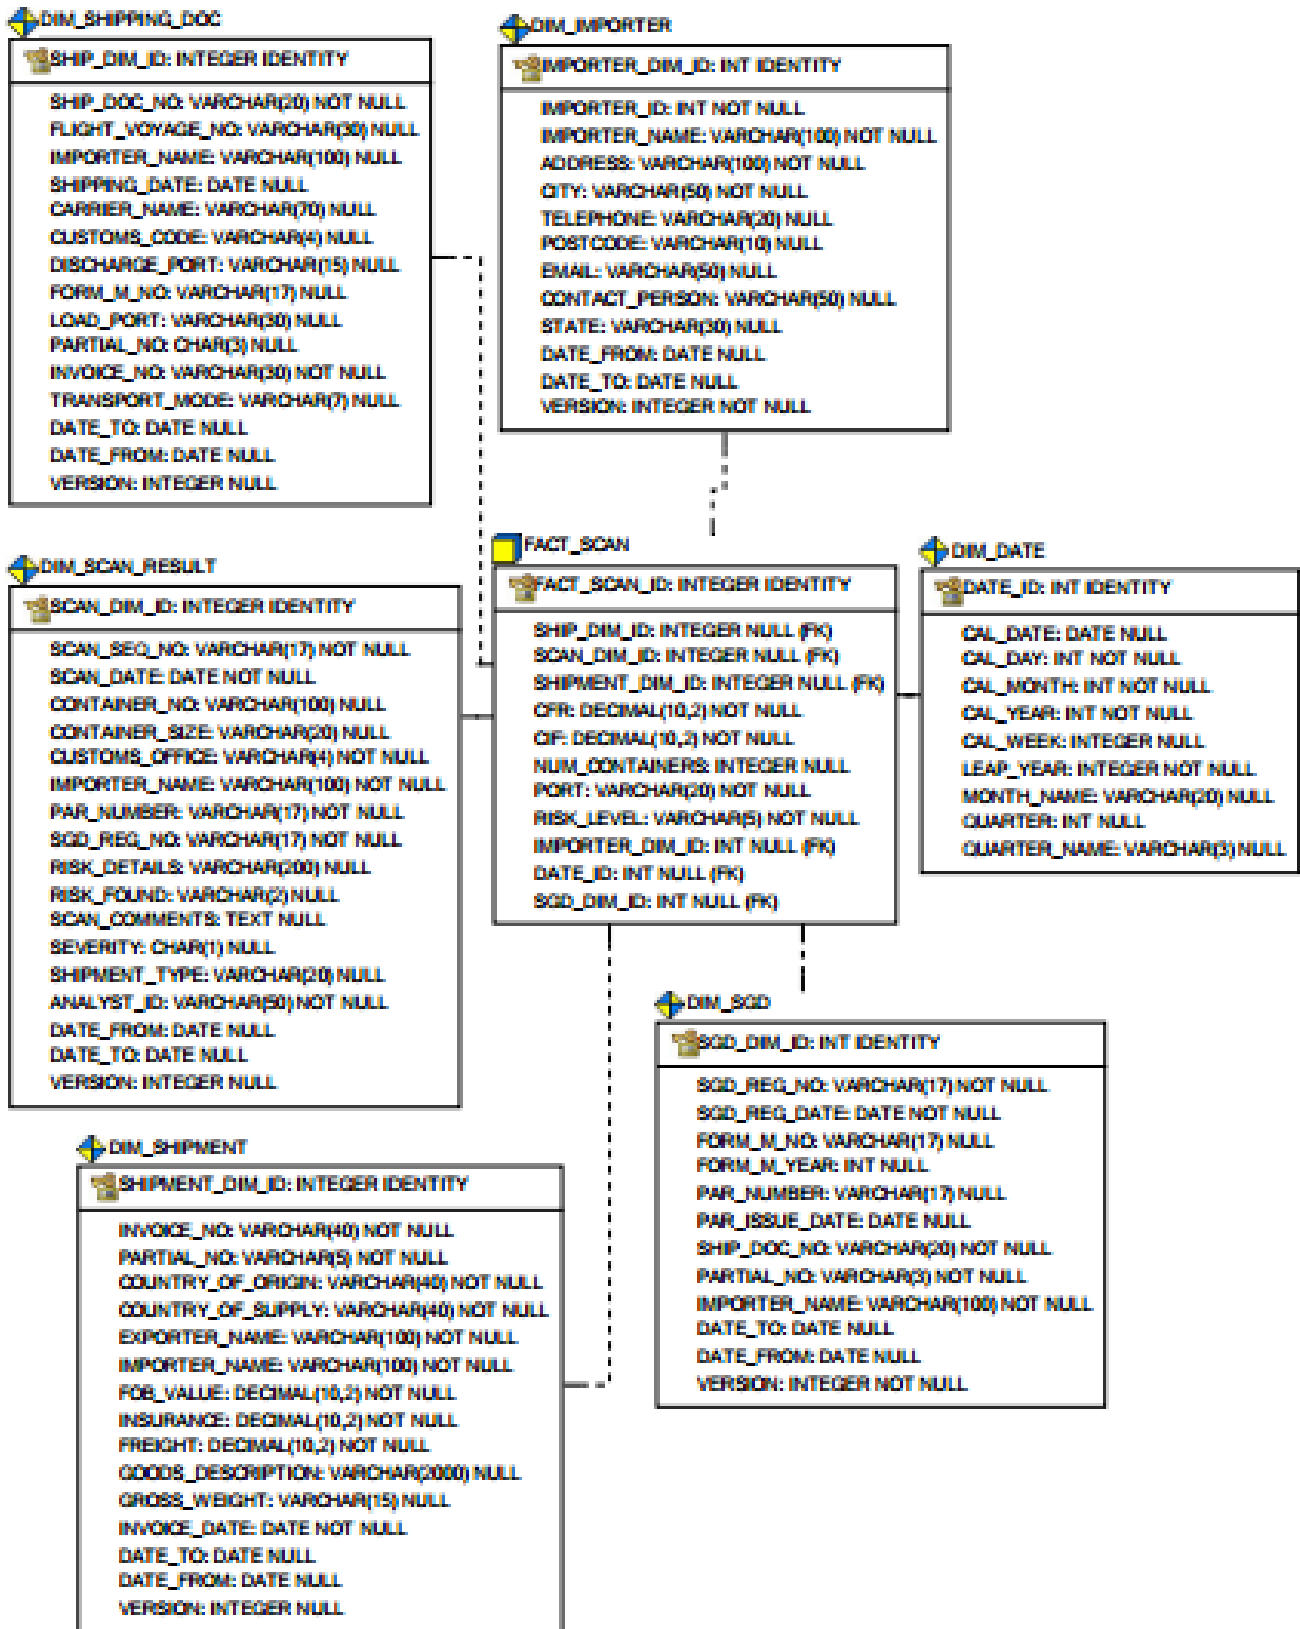 DIM_SHIPPING_DOC
SHIP_DIM_ID: INTEGER IDENTITY
SHIP_DOC_NO: VARCHAR(20) NOT NULL
FLIGHT_VOYAGE_NO: VARCHAR(30) NULL
IMPORTER_NAME: VARCHAR(100) NULL
SHIPPING_DATE: DATE NULL
CARRIER_NAME: VARCHAR(70) NULL
CUSTOMS_CODE: VARCHAR(4) NULL
DISCHARGE_PORT: VARCHAR(15) NULL
FORM_M_NO: VARCHAR(17) NULL
LOAD_PORT: VARCHAR(30) NULL
PARTIAL_NO: CHAR(3) NULL
INVOICE_NO: VARCHAR(30) NOT NULL
TRANSPORT_MODE: VARCHAR(7) NULL
DATE_TO: DATE NULL
DATE_FROM: DATE NULL
VERSION: INTEGER NULL
DIM_IMPORTER
IMPORTER_DIM_ID: INT IDENTITY
IMPORTER_ID: INT NOT NULL
IMPORTER_NAME: VARCHAR(100) NOT NULL
ADDRESS: VARCHAR(100) NOT NULL
CITY: VARCHAR(50) NOT NULL
TELEPHONE: VARCHAR(20) NULL
POSTCODE: VARCHAR(10) NULL
EMAIL: VARCHAR(50) NULL
CONTACT_PERSON: VARCHAR(50) NULL
STATE: VARCHAR(30) NULL
DATE_FROM: DATE NULL
DATE_TO: DATE NULL
VERSION: INTEGER NOT NULL
DIM_SCAN_RESULT
SCAN_DIM_ID: INTEGER IDENTITY
SCAN_SEQ_NO: VARCHAR(17) NOT NULL
SCAN_DATE: DATE NOT NULL
CONTAINER_NO: VARCHAR(100) NULL
CONTAINER_SIZE: VARCHAR(20) NULL
CUSTOMS_OFFICE: VARCHAR(4) NOT NULL
IMPORTER_NAME: VARCHAR(100) NOT NULL
PAR_NUMBER: VARCHAR(17) NOT NULL
SGD_REG_NO: VARCHAR(17) NOT NULL
RISK_DETAILS: VARCHAR(200) NULL
RISK_FOUND: VARCHAR(2) NULL
SCAN_COMMENTS: TEXT NULL
SEVERITY: CHAR(1) NULL
SHIPMENT_TYPE: VARCHAR(20) NULL
ANALYST_ID: VARCHAR(50) NOT NULL
DATE_FROM: DATE NULL
DATE_TO: DATE NULL
VERSION: INTEGER NULL
FACT_SCAN
FACT_SCAN_ID: INTEGER IDENTITY
SHIP_DIM_ID: INTEGER NULL (FK)
SCAN_DIM_ID: INTEGER NULL (FK)
SHIPMENT_DIM_ID: INTEGER NULL (FK)
CFR: DECIMAL(10,2) NOT NULL
CIF: DECIMAL(10,2) NOT NULL
NUM_CONTAINERS: INTEGER NULL
PORT: VARCHAR(20) NOT NULL
RISK_LEVEL: VARCHAR(5) NOT NULL
IMPORTER_DIM_ID: INT NULL (FK)
DATE_ID: INT NULL (FK)
SGD_DIM_ID: INT NULL (FK)
DIM_DATE
DATE_ID: INT IDENTITY
CAL_DATE: DATE NULL
CAL_DAY: INT NOT NULL
CAL_MONTH: INT NOT NULL
CAL_YEAR: INT NOT NULL
CAL_WEEK: INTEGER NULL
LEAP_YEAR: INTEGER NOT NULL
MONTH_NAME: VARCHAR(20) NULL
QUARTER: INT NULL
QUARTER_NAME: VARCHAR(3) NULL
DIM_SGD
SGD_DIM_ID: INT IDENTITY
SGD_REG_NO: VARCHAR(17) NOT NULL
SGD_REG_DATE: DATE NOT NULL
FORM_M_NO: VARCHAR(17) NULL
FORM_M_YEAR: INT NULL
PAR_NUMBER: VARCHAR(17) NULL
PAR_ISSUE_DATE: DATE NULL
SHIP_DOC_NO: VARCHAR(20) NOT NULL
PARTIAL_NO: VARCHAR(3) NOT NULL
IMPORTER_NAME: VARCHAR(100) NOT NULL
DATE_TO: DATE NULL
DATE_FROM: DATE NULL
VERSION: INTEGER NOT NULL
DIM_SHIPMENT
SHIPMENT_DIM_ID: INTEGER IDENTITY
INVOICE_NO: VARCHAR(40) NOT NULL
PARTIAL_NO: VARCHAR(5) NOT NULL
COUNTRY_OF_ORIGIN: VARCHAR(40) NOT NULL
COUNTRY_OF_SUPPLY: VARCHAR(40) NOT NULL
EXPORTER_NAME: VARCHAR(100) NOT NULL
IMPORTER_NAME: VARCHAR(100) NOT NULL
FOB_VALUE: DECIMAL(10,2) NOT NULL
INSURANCE: DECIMAL(10,2) NOT NULL
FREIGHT: DECIMAL(10,2) NOT NULL
GOODS_DESCRIPTION: VARCHAR(2000) NULL
GROSS_WEIGHT: VARCHAR(15) NULL
INVOICE_DATE: DATE NOT NULL
DATE_TO: DATE NULL
DATE_FROM: DATE NULL
VERSION: INTEGER NULL